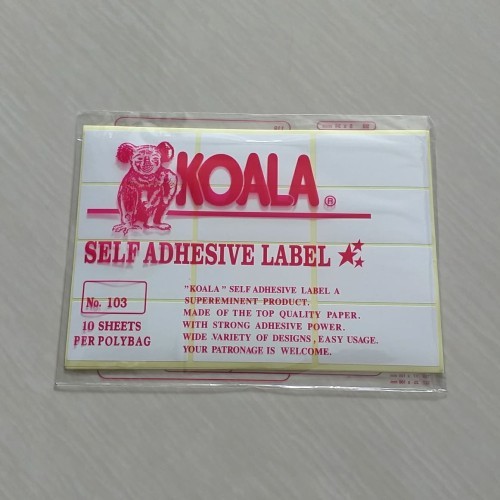 KOALA ®
SELF ADHESIVE LABEL
No. 103
10 SHEETS
PER POLYBAG
"KOALA" SELF ADHESIVE LABEL A
SUPEREMINENT PRODUCT.
MADE OF THE TOP QUALITY PAPER.
WITH STRONG ADHESIVE POWER.
WIDE VARIETY OF DESIGNS, EASY USAGE.
YOUR PATRONAGE IS WELCOME.